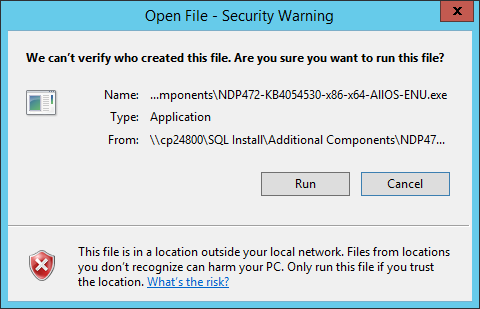 Open File - Security Warning
We can't verify who created this file. Are you sure you want to run this file?
Name: ...mponents\NDP472-KB4054530-x86-x64-AllOS-ENU.exe
Type: Application
From: \\cp24800\SQL Install\Additional Components\NDP47...
Run Cancel
This file is in a location outside your local network. Files from locations
you don't recognize can harm your PC. Only run this file if you trust
the location. What's the risk?